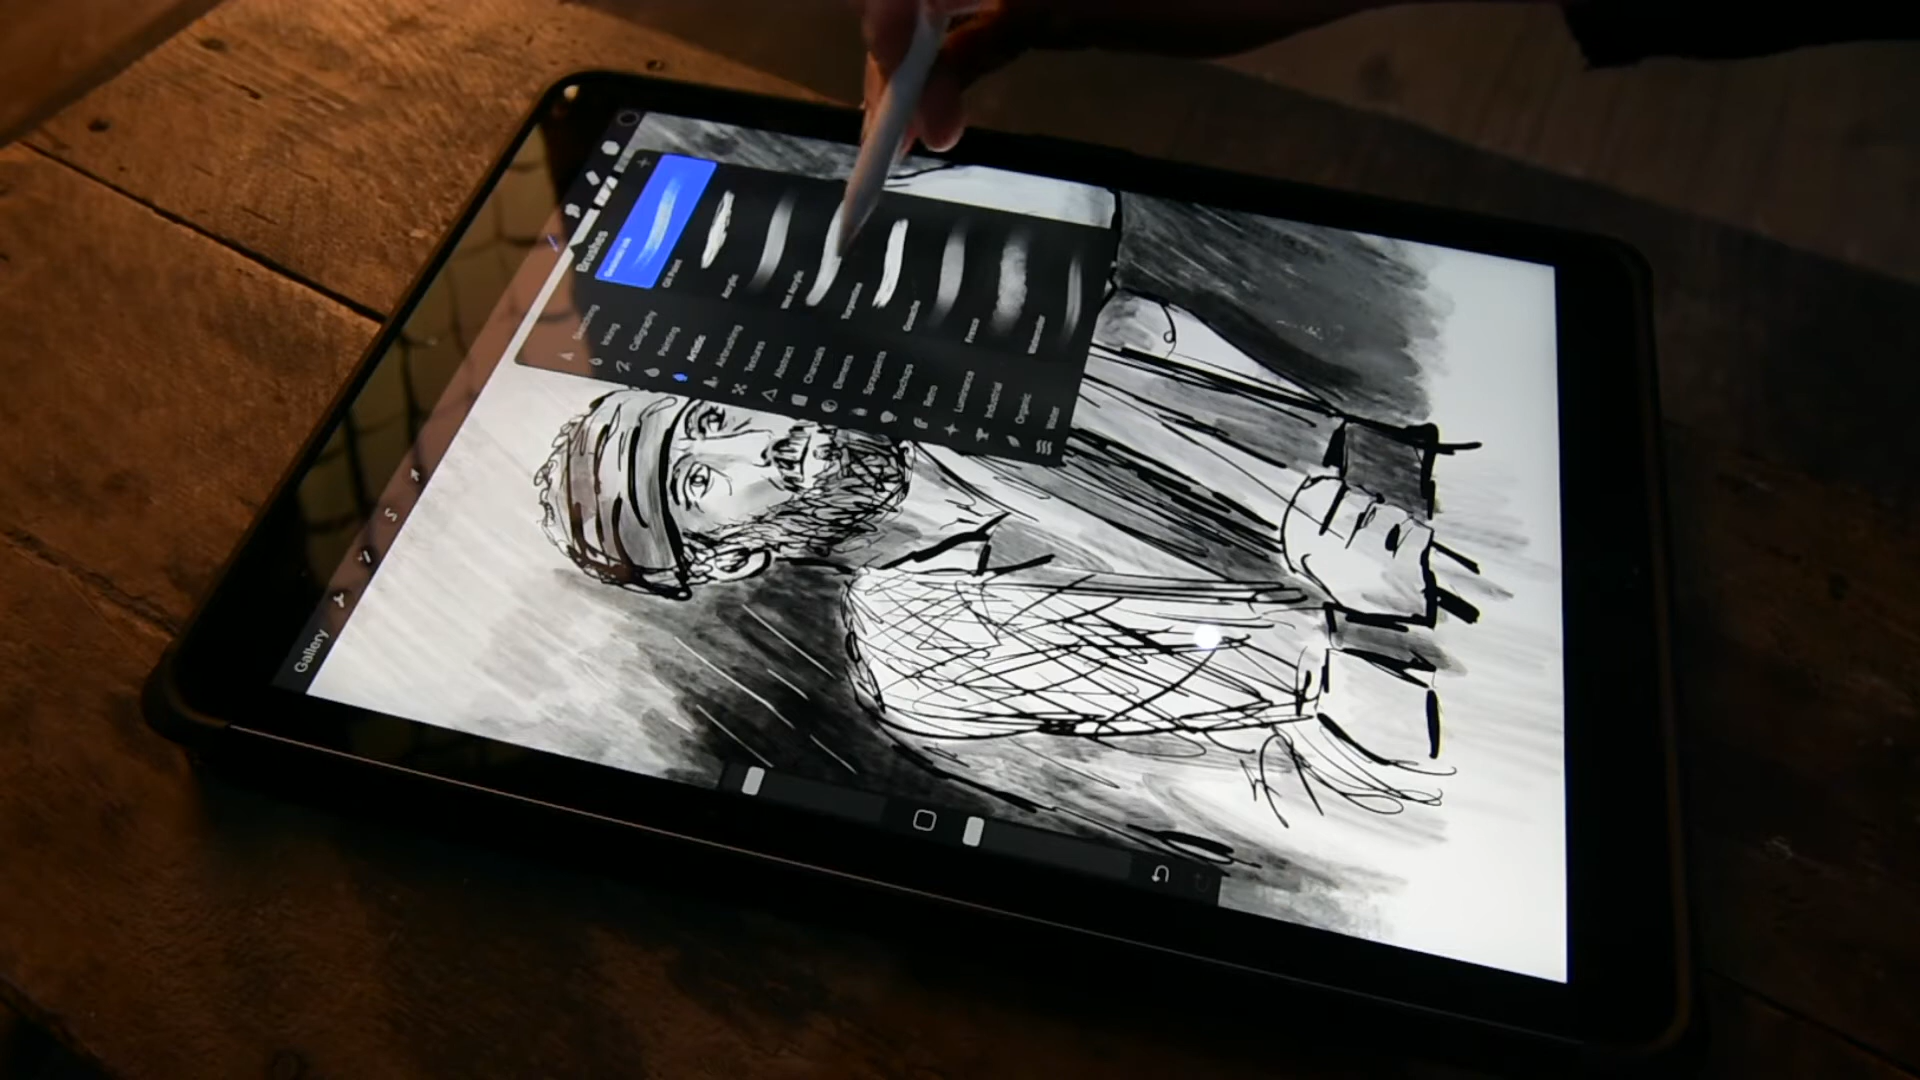 Gallery
Brushes
Sketching
Inking
Calligraphy
Painting
Artistic
Airbrushing
Textures
Abstract
Charcoals
Elements
Spraypaints
Touchups
Retro
Luminance
Industrial
Organic
Water
Oil Paint
Acrylic
Wet Acrylic
Turpentine
Gouache
Fresco